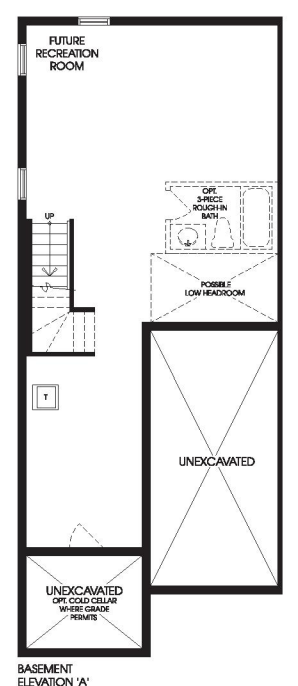 FUTURE
RECREATION
ROOM
OPT.
3-PIECE
ROUGH-IN
BATH
UP
POSSIBLE
LOW HEADROOM
T
UNEXCAVATED
UNEXCAVATED
OPT. COLD CELLAR
WHERE GRADE
PERMITS
BASEMENT
ELEVATION 'A'